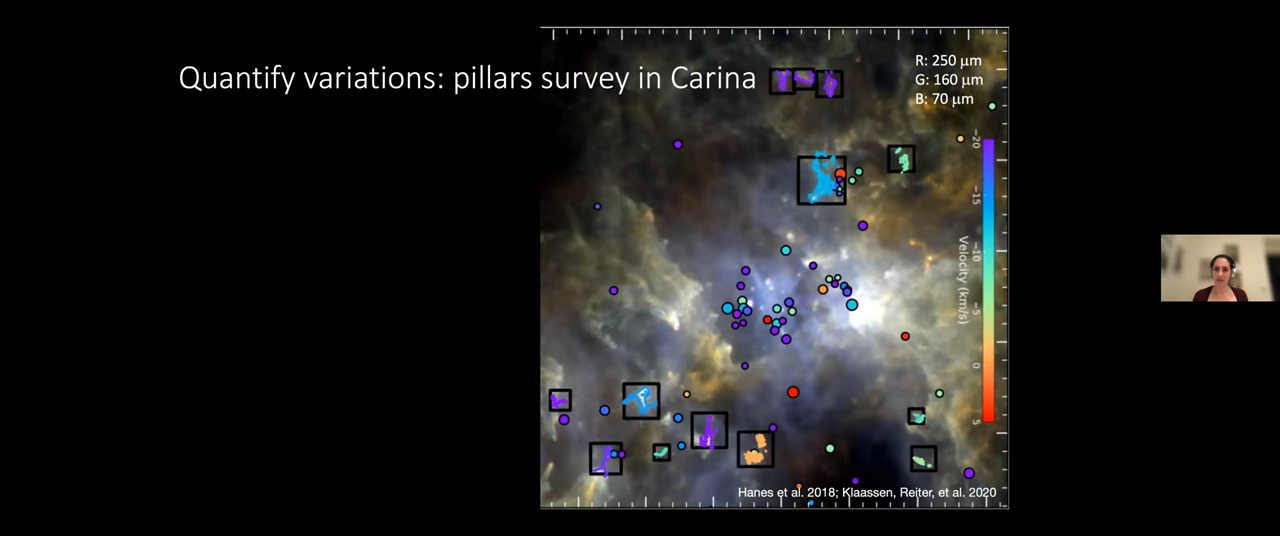 Quantify variations: pillars survey in Carina
R: 250 µm
G: 160 µm
B: 70 µm
-20
-15
-10
-5
0
5
Velocity (km/s)
Hanes et al. 2018; Klaassen, Reiter, et al. 2020